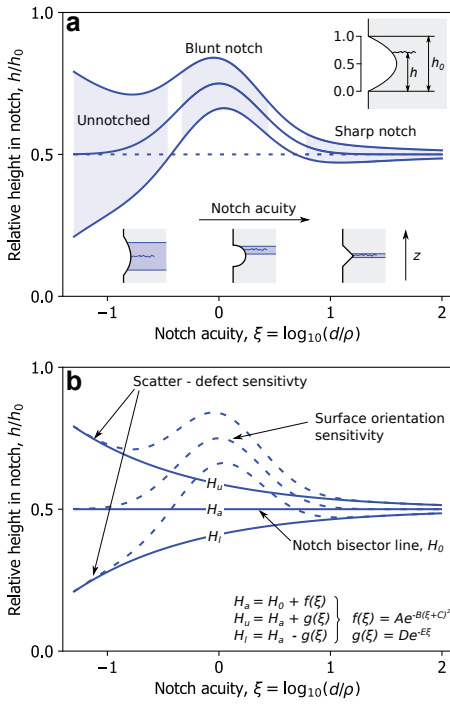 a
1.0
Relative height in notch, h/h₀
0.5
0.0
Blunt notch
Unnotched
Sharp notch
1.0
0.5
0.0
h
h₀
Notch acuity
z
−1
0
1
2
Notch acuity, ξ = log₁₀(d/ρ)
b
1.0
Relative height in notch, h/h₀
0.5
0.0
Scatter - defect sensitivty
Surface orientation
sensitivity
Hᵤ
Hₐ
Hₗ
Notch bisector line, H₀
Hₐ = H₀ + f(ξ)
Hᵤ = Hₐ + g(ξ)
Hₗ = Hₐ - g(ξ)
f(ξ) = Ae^-B(ξ+C)²
g(ξ) = De^-Eξ
−1
0
1
2
Notch acuity, ξ = log₁₀(d/ρ)